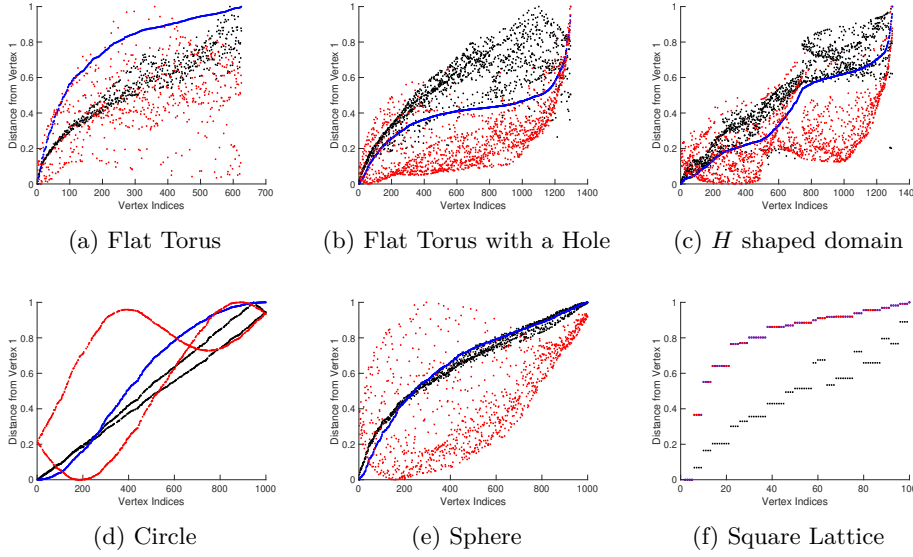 Distance from Vertex 1
1
0.8
0.6
0.4
0.2
0
0 100 200 300 400 500 600 700
Vertex Indices
(a) Flat Torus
Distance from Vertex 1
1
0.8
0.6
0.4
0.2
0
0 200 400 600 800 1000 1200 1400
Vertex Indices
(b) Flat Torus with a Hole
Distance from Vertex 1
1
0.8
0.6
0.4
0.2
0
0 200 400 600 800 1000 1200 1400
Vertex Indices
(c) H shaped domain
Distance from Vertex 1
1
0.8
0.6
0.4
0.2
0
0 200 400 600 800 1000
Vertex Indices
(d) Circle
Distance from Vertex 1
1
0.8
0.6
0.4
0.2
0
0 200 400 600 800 1000
Vertex Indices
(e) Sphere
Distance from Vertex 1
1
0.8
0.6
0.4
0.2
0
0 20 40 60 80 100
Vertex Indices
(f) Square Lattice